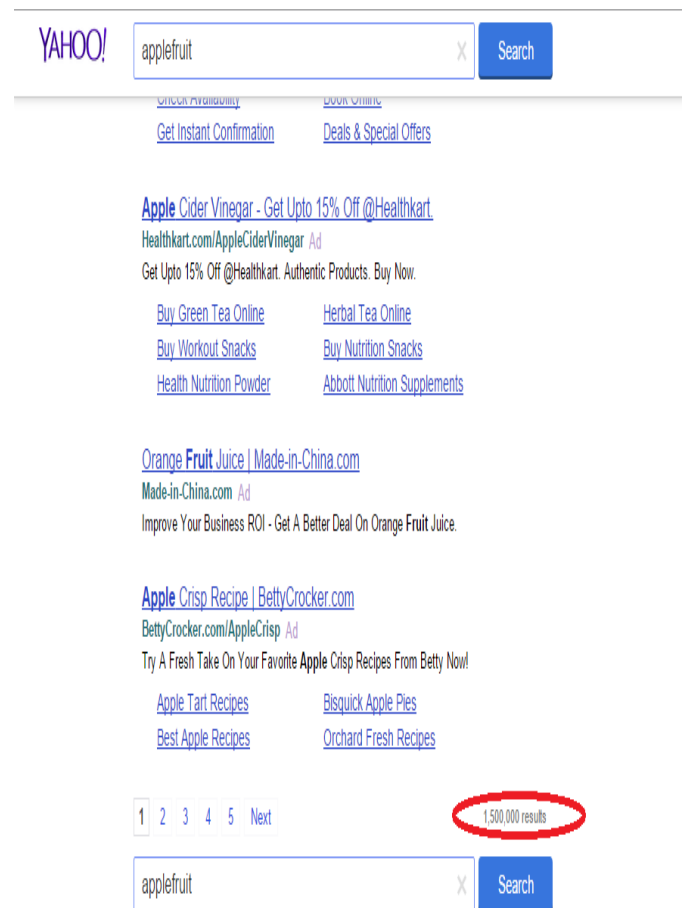 YAHOO!
applefruit X Search
Check Availability Book Online
Get Instant Confirmation Deals & Special Offers
Apple Cider Vinegar - Get Upto 15% Off @Healthkart.
Healthkart.com/AppleCiderVinegar Ad
Get Upto 15% Off @Healthkart. Authentic Products. Buy Now.
Buy Green Tea Online Herbal Tea Online
Buy Workout Snacks Buy Nutrition Snacks
Health Nutrition Powder Abbott Nutrition Supplements
Orange Fruit Juice | Made-in-China.com
Made-in-China.com Ad
Improve Your Business ROI - Get A Better Deal On Orange Fruit Juice.
Apple Crisp Recipe | BettyCrocker.com
BettyCrocker.com/AppleCrisp Ad
Try A Fresh Take On Your Favorite Apple Crisp Recipes From Betty Now!
Apple Tart Recipes Bisquick Apple Pies
Best Apple Recipes Orchard Fresh Recipes
1 2 3 4 5 Next 1,500,000 results
applefruit X Search